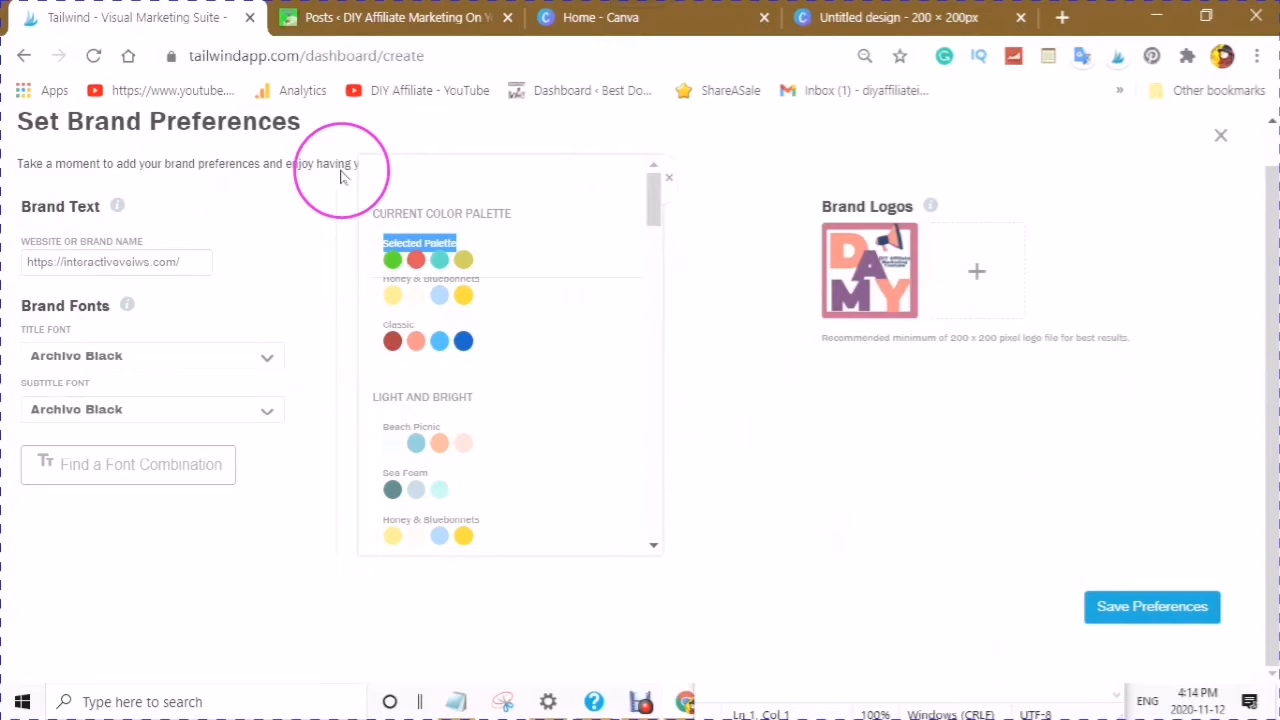 Tailwind - Visual Marketing Suite -
Posts ‹ DIY Affiliate Marketing On Y
Home - Canva
Untitled design - 200 × 200px
tailwindapp.com/dashboard/create
Apps
https://www.youtube....
Analytics
DIY Affiliate - YouTube
Dashboard ‹ Best Do...
ShareASale
Inbox (1) - diyaffiliatei...
»
Other bookmarks
Set Brand Preferences
Take a moment to add your brand preferences and enjoy having y
Brand Text
WEBSITE OR BRAND NAME
https://interactiveveiws.com/
Brand Fonts
TITLE FONT
Archivo Black
SUBTITLE FONT
Archivo Black
Find a Font Combination
CURRENT COLOR PALETTE
Selected Palette
Honey & Bluebonnets
Classic
LIGHT AND BRIGHT
Beach Picnic
Sea Foam
Honey & Bluebonnets
Brand Logos
DAMY
DIY Affiliate
Marketing
Recommended minimum of 200 x 200 pixel logo file for best results.
Save Preferences
Type here to search
Ln 1, Col 1
100%
Windows (CRLF)
UTF-8
ENG
4:14 PM
2020-11-12